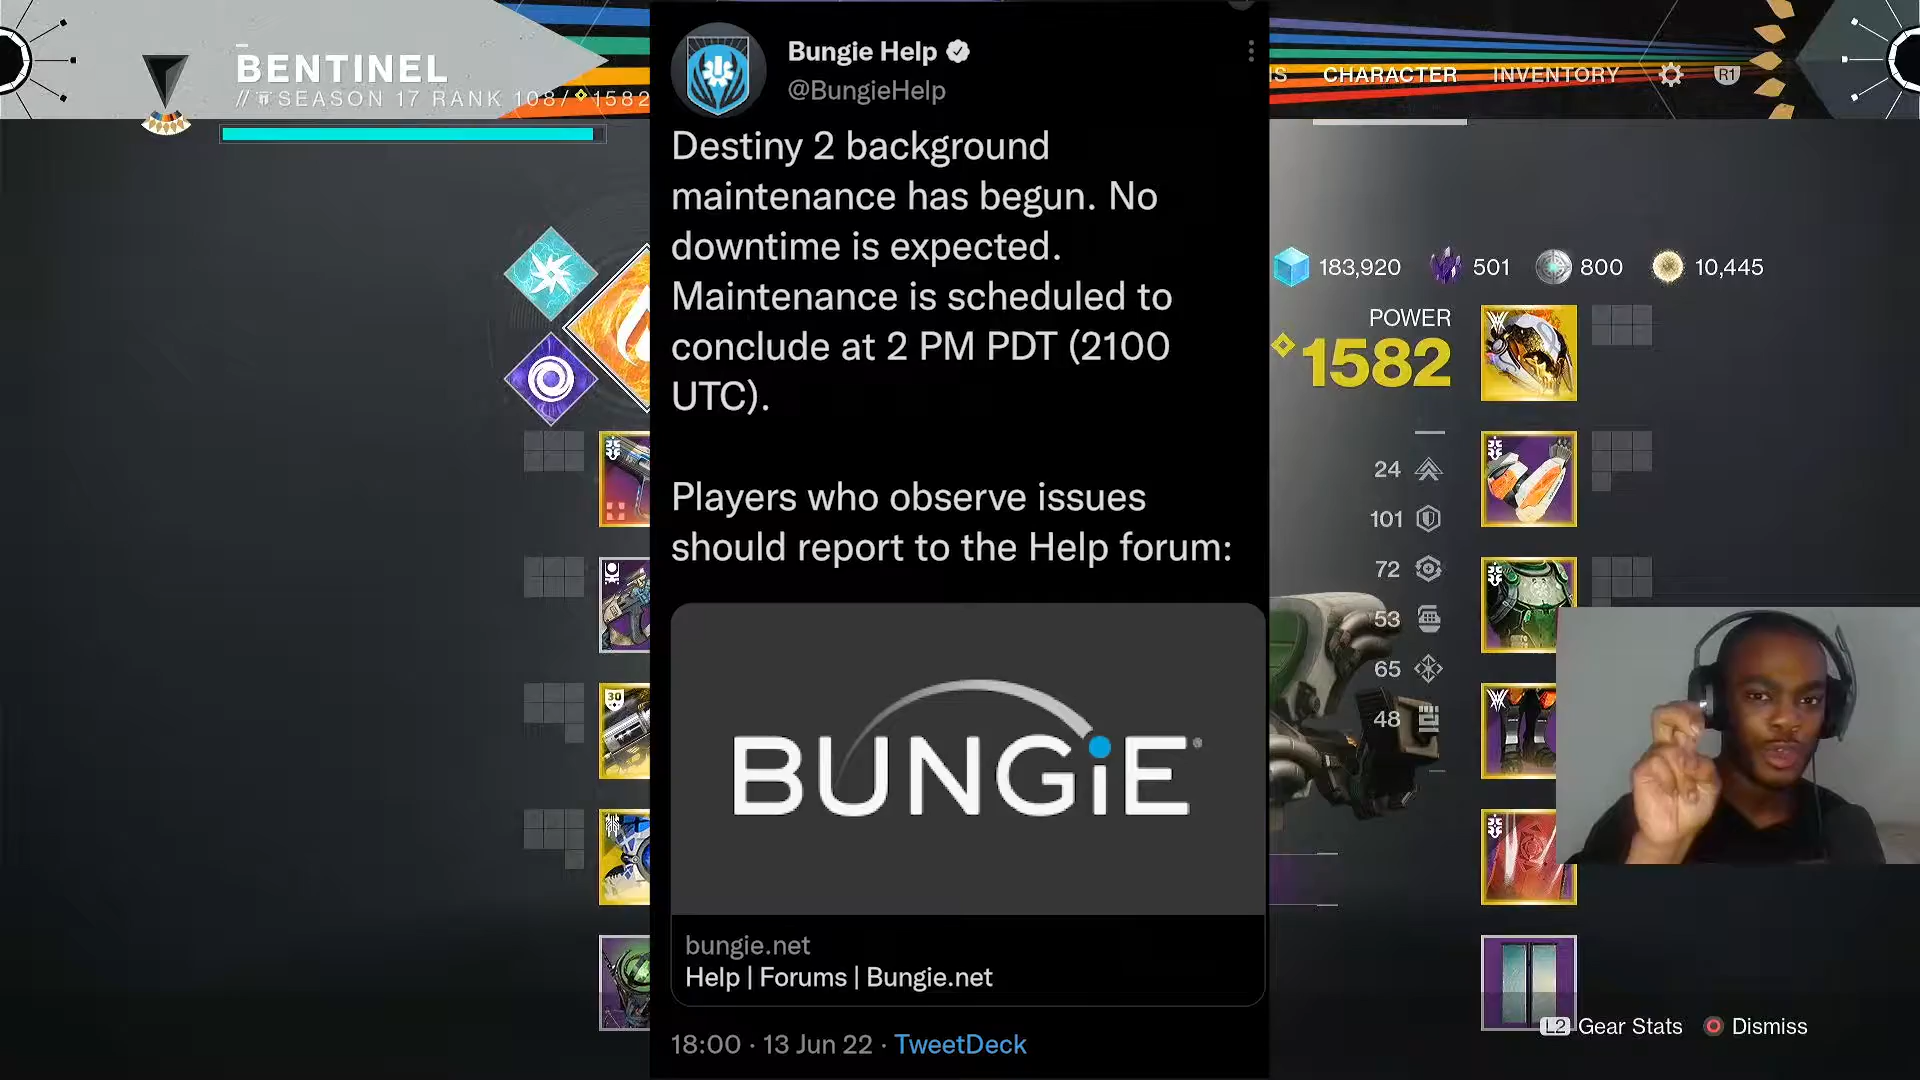 BENTINEL
// SEASON 17 RANK 108/ 1582
Bungie Help
@BungieHelp
CHARACTER
INVENTORY
R1
Destiny 2 background
maintenance has begun. No
downtime is expected.
Maintenance is scheduled to
conclude at 2 PM PDT (2100
UTC).
Players who observe issues
should report to the Help forum:
BUNGiE
bungie.net
Help | Forums | Bungie.net
18:00 · 13 Jun 22 · TweetDeck
183,920
501
800
10,445
POWER
1582
24
101
72
53
65
48
30
L2 Gear Stats
Dismiss